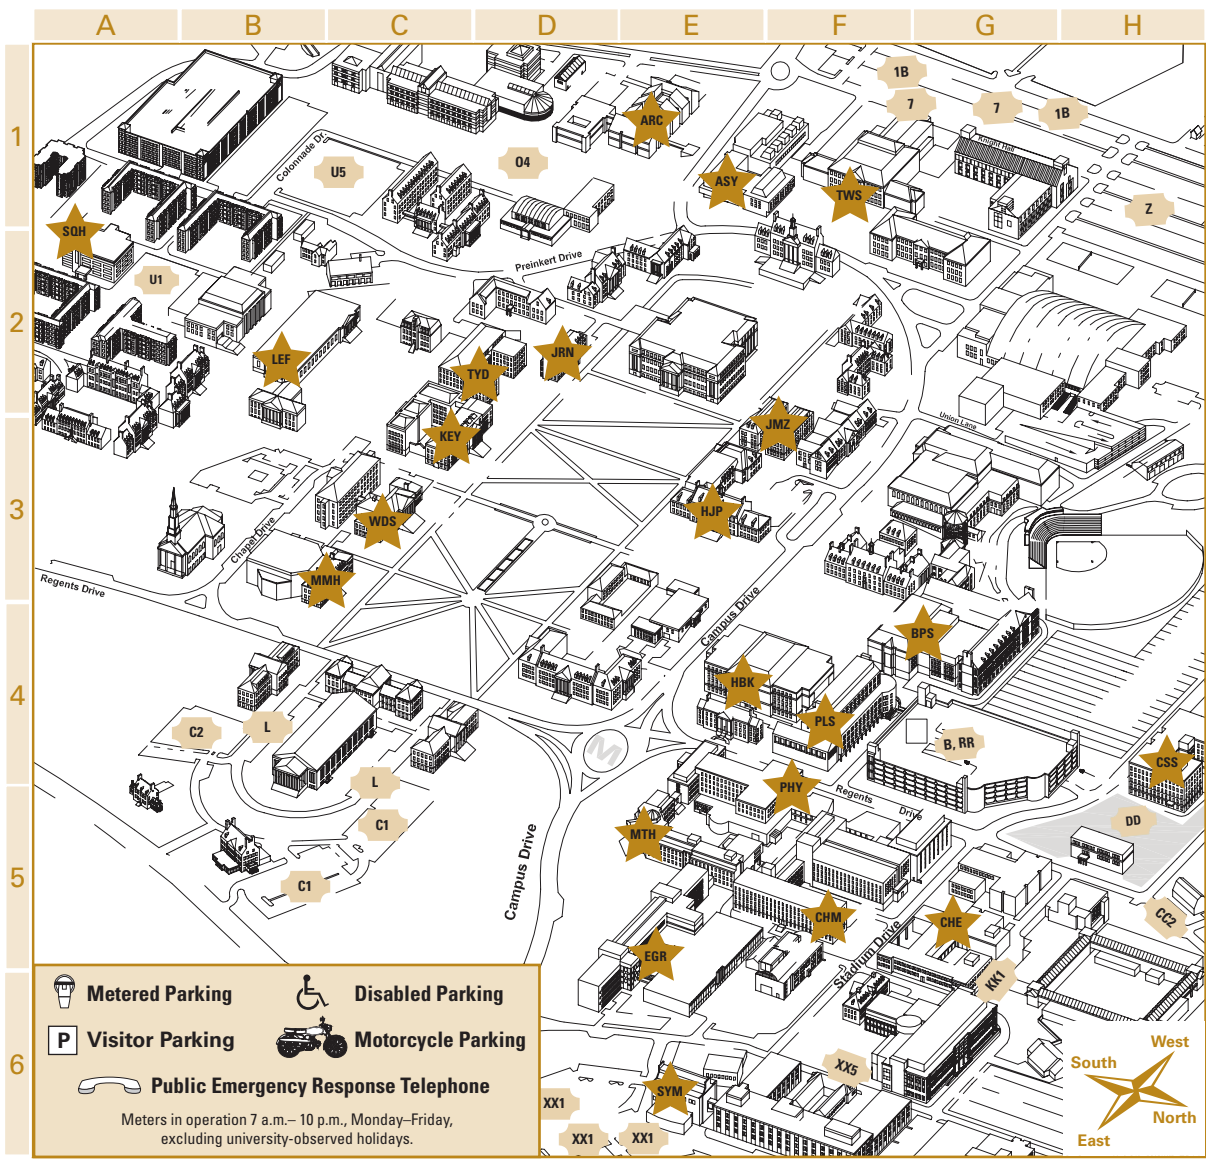 A B C D E F G H
1
2
3
4
5
6
1B
7
7
1B
ARC
Colonnade Dr.
U5
O4
ASY
TWS
Knight Hall
Z
SQH
U1
Preinkert Drive
LEF
TYD
JRN
KEY
JMZ
Union Lane
WDS
HJP
Chapel Drive
MMH
Regents Drive
Campus Drive
BPS
HBK
PLS
C2
L
M
B, RR
CSS
L
PHY
Regents Drive
C1
MTH
DD
Campus Drive
C1
CHM
CHE
CC2
EGR
Stadium Drive
KK1
XX5
SYM
XX1
XX1
XX1
Metered Parking
Disabled Parking
P Visitor Parking
Motorcycle Parking
Public Emergency Response Telephone
Meters in operation 7 a.m.– 10 p.m., Monday–Friday,
excluding university-observed holidays.
West
South
North
East